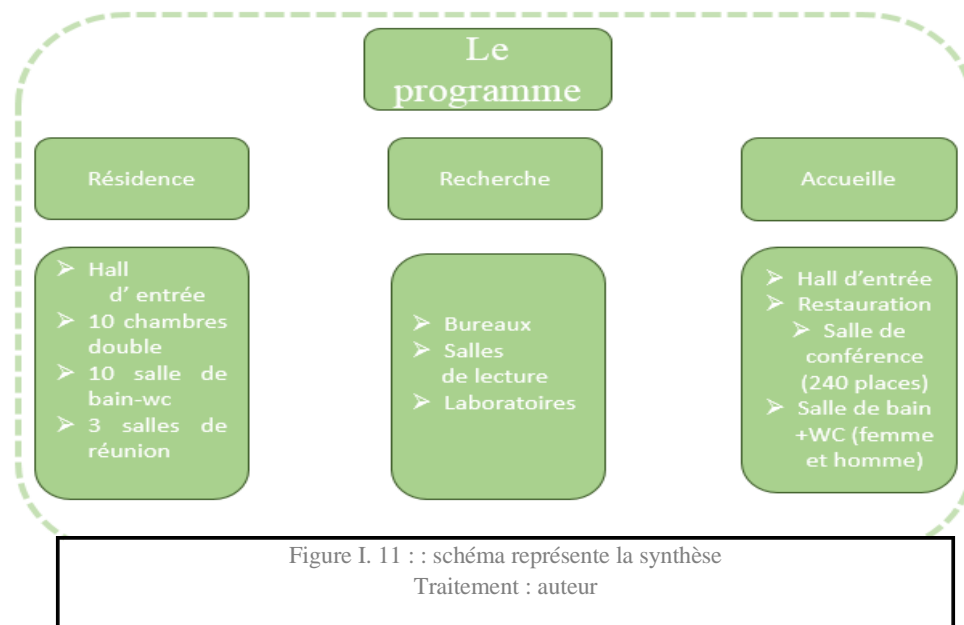 Le
programme
Résidence
Recherche
Accueille
➢ Hall
d’ entrée
➢ 10 chambres
double
➢ 10 salle de
bain-wc
➢ 3 salles de
réunion
➢ Bureaux
➢ Salles
de lecture
➢ Laboratoires
➢ Hall d’entrée
➢ Restauration
➢ Salle de
conférence
(240 places)
➢ Salle de bain
+WC (femme
et homme)
Figure I. 11 : : schéma représente la synthèse
Traitement : auteur